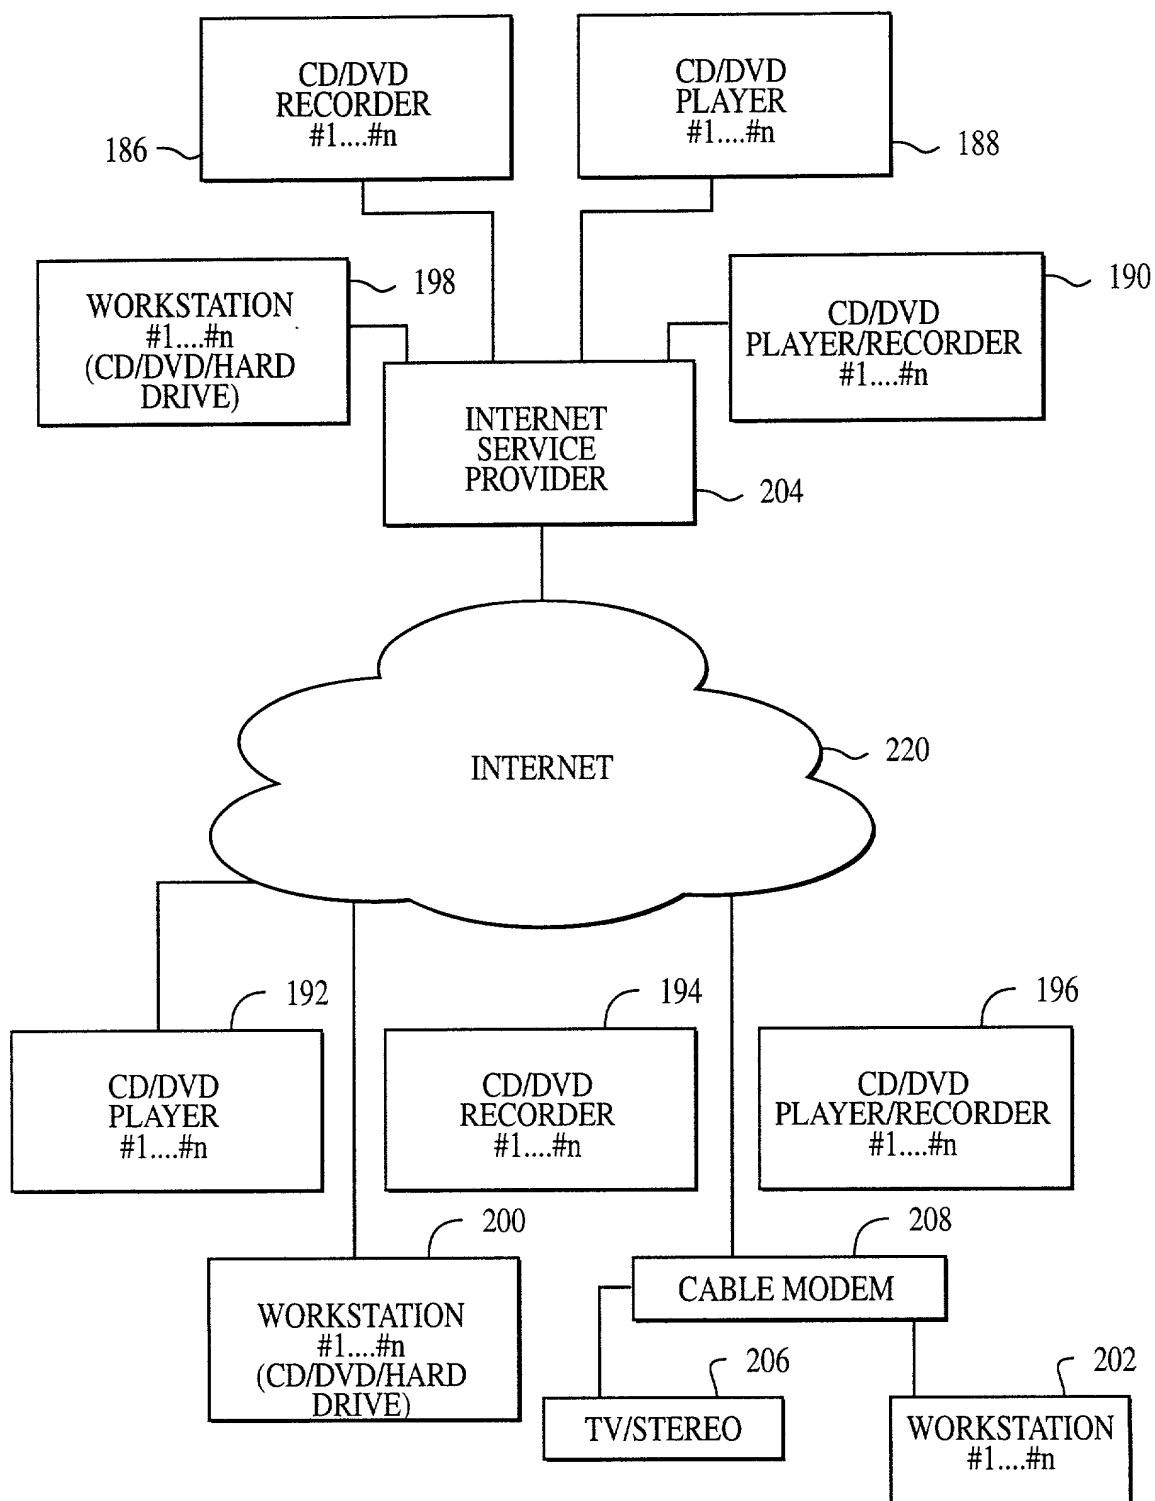 CD/DVD
RECORDER
#1....#n
186
CD/DVD
PLAYER
#1....#n
188
WORKSTATION
#1....#n
(CD/DVD/HARD
DRIVE)
198
CD/DVD
PLAYER/RECORDER
#1....#n
190
INTERNET
SERVICE
PROVIDER
204
INTERNET
220
192
CD/DVD
PLAYER
#1....#n
194
CD/DVD
RECORDER
#1....#n
196
CD/DVD
PLAYER/RECORDER
#1....#n
200
WORKSTATION
#1....#n
(CD/DVD/HARD
DRIVE)
208
CABLE MODEM
206
TV/STEREO
202
WORKSTATION
#1....#n